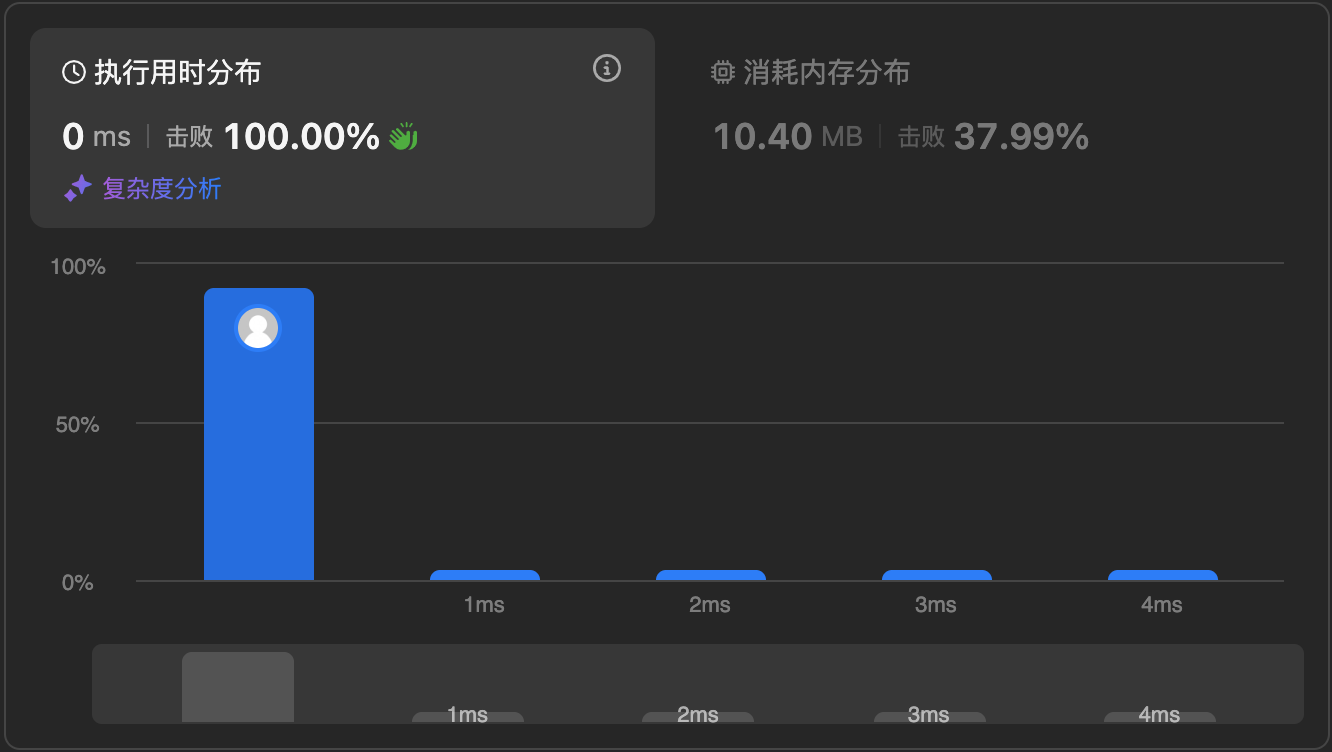 执行用时分布
0 ms | 击败 100.00%
复杂度分析
消耗内存分布
10.40 MB | 击败 37.99%
100%
50%
0%
1ms 2ms 3ms 4ms
1ms 2ms 3ms 4ms